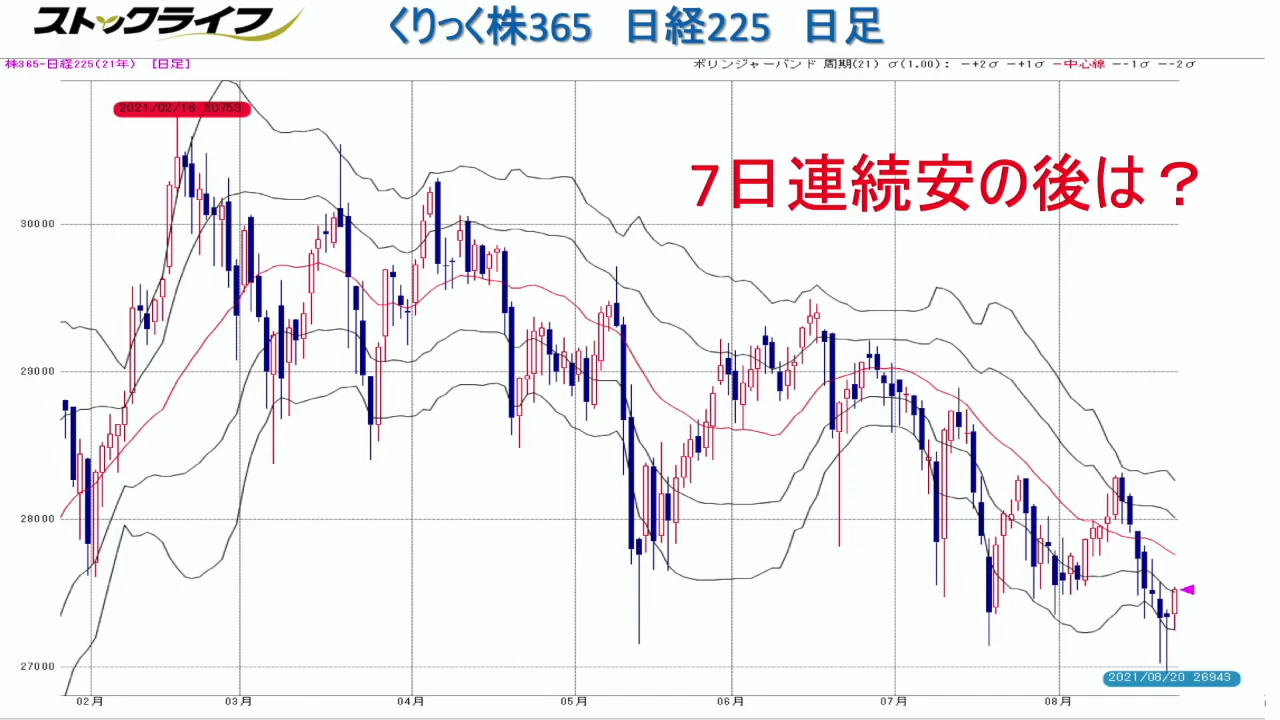 ストックライフ
くりっく株365 日経225 日足
株365-日経225(21年) [日足]
ボリンジャーバンド 周期(21) σ(1.00): ―+2σ ―+1σ ―中心線 ―-1σ ―-2σ
2021/02/16 30753
7日連続安の後は？
30000
29000
28000
27000
2021/08/20 26943
02月 03月 04月 05月 06月 07月 08月